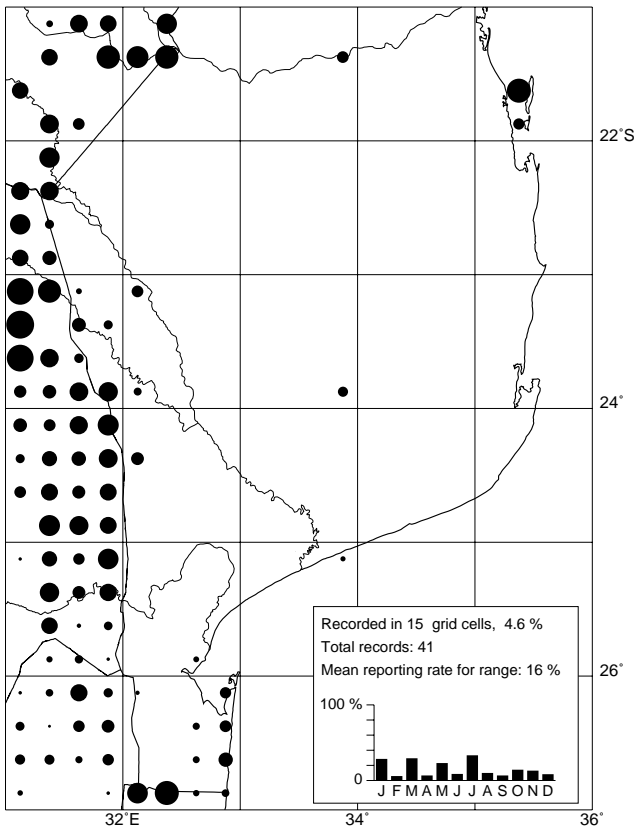 22°S
24°
Recorded in 15 grid cells, 4.6 %
Total records: 41
Mean reporting rate for range: 16 %
26°
100 %
0
J F M A M J J A S O N D
32°E
34°
36°